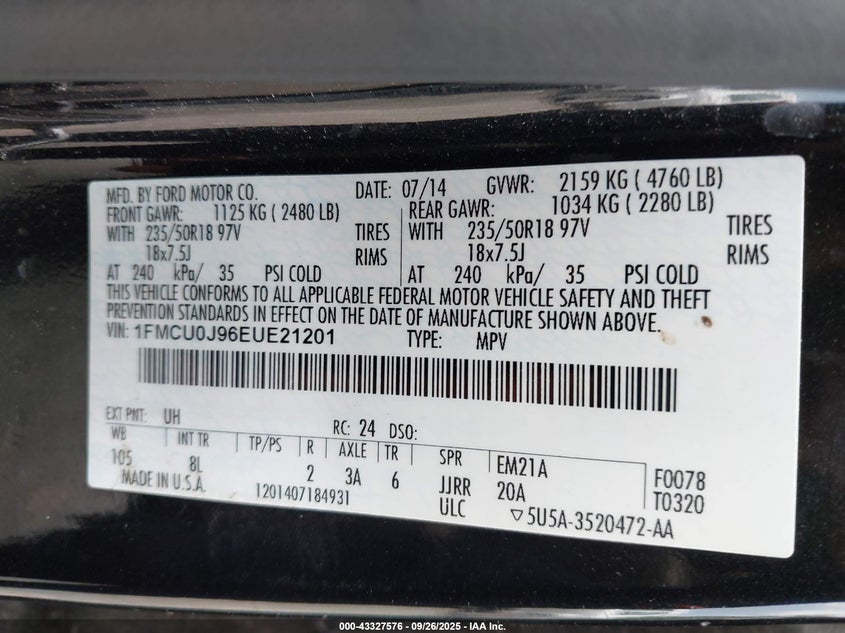 MFD. BY FORD MOTOR CO. DATE: 07/14 GVWR: 2159 KG ( 4760 LB)
FRONT GAWR: 1125 KG ( 2480 LB) REAR GAWR: 1034 KG ( 2280 LB)
WITH 235/50R18 97V TIRES WITH 235/50R18 97V TIRES
18x7.5J RIMS 18x7.5J RIMS
AT 240 kPa/ 35 PSI COLD AT 240 kPa/ 35 PSI COLD
THIS VEHICLE CONFORMS TO ALL APPLICABLE FEDERAL MOTOR VEHICLE SAFETY AND THEFT
PREVENTION STANDARDS IN EFFECT ON THE DATE OF MANUFACTURE SHOWN ABOVE.
VIN: 1FMCU0J96EUE21201 TYPE: MPV
EXT PNT: UH RC: 24 DSO:
WB INT TR TP/PS R AXLE TR SPR EM21A F0078
105 8L 2 3A 6 JJRR 20A T0320
MADE IN U.S.A. 1201407184931 ULC ▽5U5A-3520472-AA
000-43327576 - 09/26/2025 - IAA Inc.